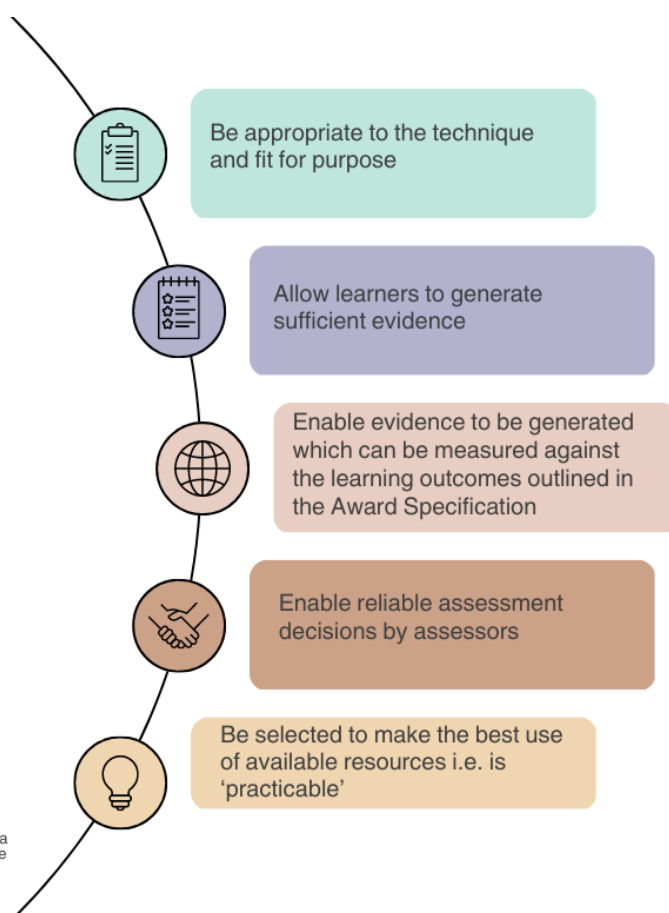 Be appropriate to the technique
and fit for purpose
Allow learners to generate
sufficient evidence
Enable evidence to be generated
which can be measured against
the learning outcomes outlined in
the Award Specification
Enable reliable assessment
decisions by assessors
Be selected to make the best use
of available resources i.e. is
‘practicable’
a
e